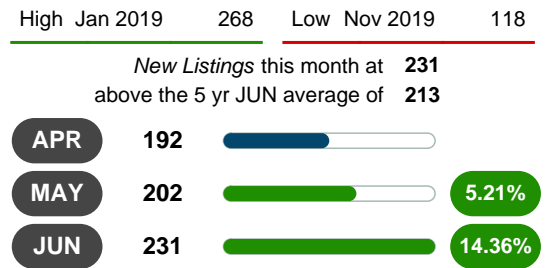 High Jan 2019 268 Low Nov 2019 118
New Listings this month at 231
above the 5 yr JUN average of 213
APR 192
MAY 202 5.21%
JUN 231 14.36%